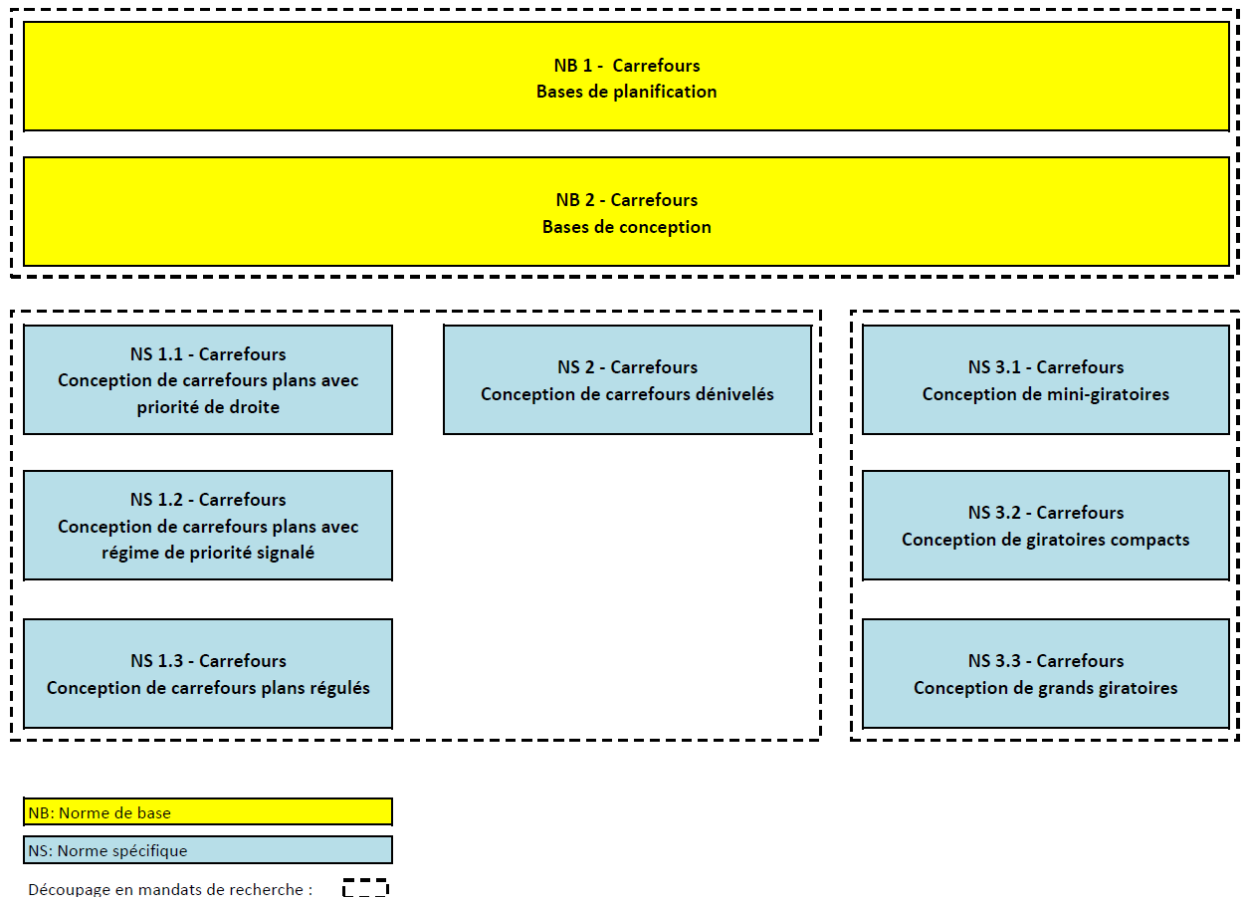 NB 1 - Carrefours
Bases de planification
NB 2 - Carrefours
Bases de conception
NS 1.1 - Carrefours
Conception de carrefours plans avec
priorité de droite
NS 2 - Carrefours
Conception de carrefours dénivelés
NS 3.1 - Carrefours
Conception de mini-giratoires
NS 1.2 - Carrefours
Conception de carrefours plans avec
régime de priorité signalé
NS 3.2 - Carrefours
Conception de giratoires compacts
NS 1.3 - Carrefours
Conception de carrefours plans régulés
NS 3.3 - Carrefours
Conception de grands giratoires
NB: Norme de base
NS: Norme spécifique
Découpage en mandats de recherche :